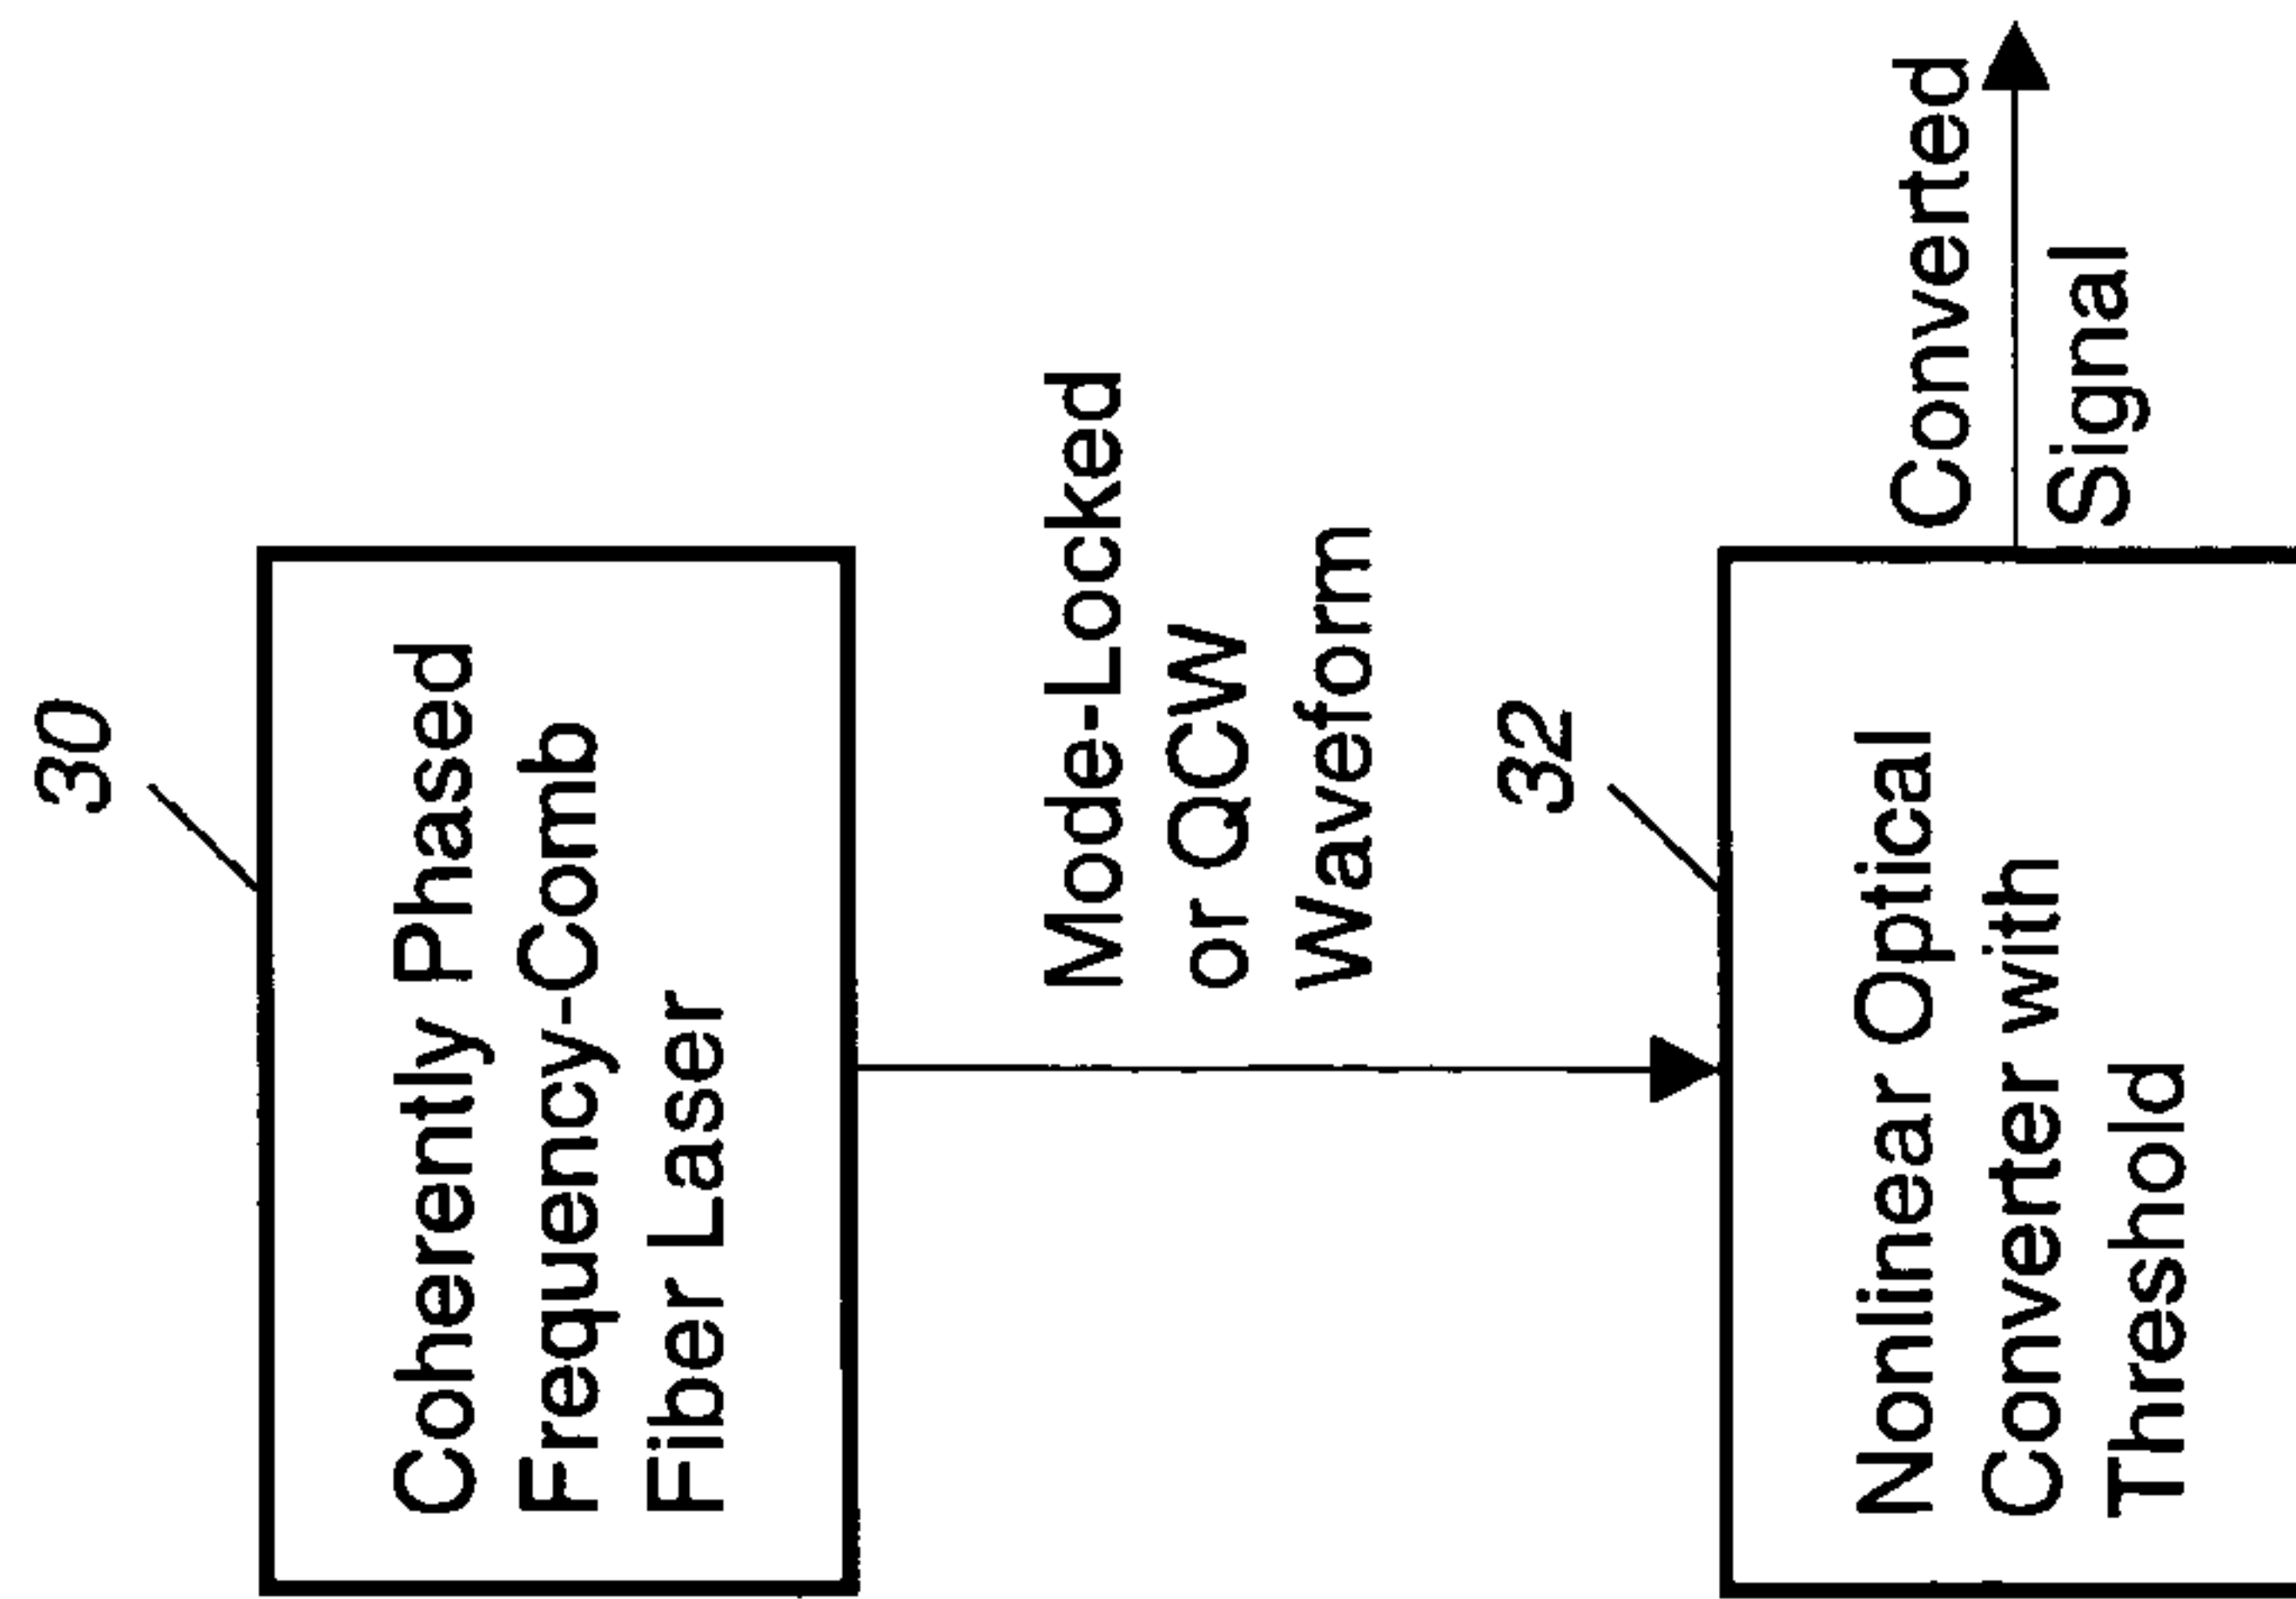 30
Coherently Phased
Frequency-Comb
Fiber Laser
Mode-Locked
or QCW
Waveform
32
Nonlinear Optical
Converter with
Threshold
Converted
Signal